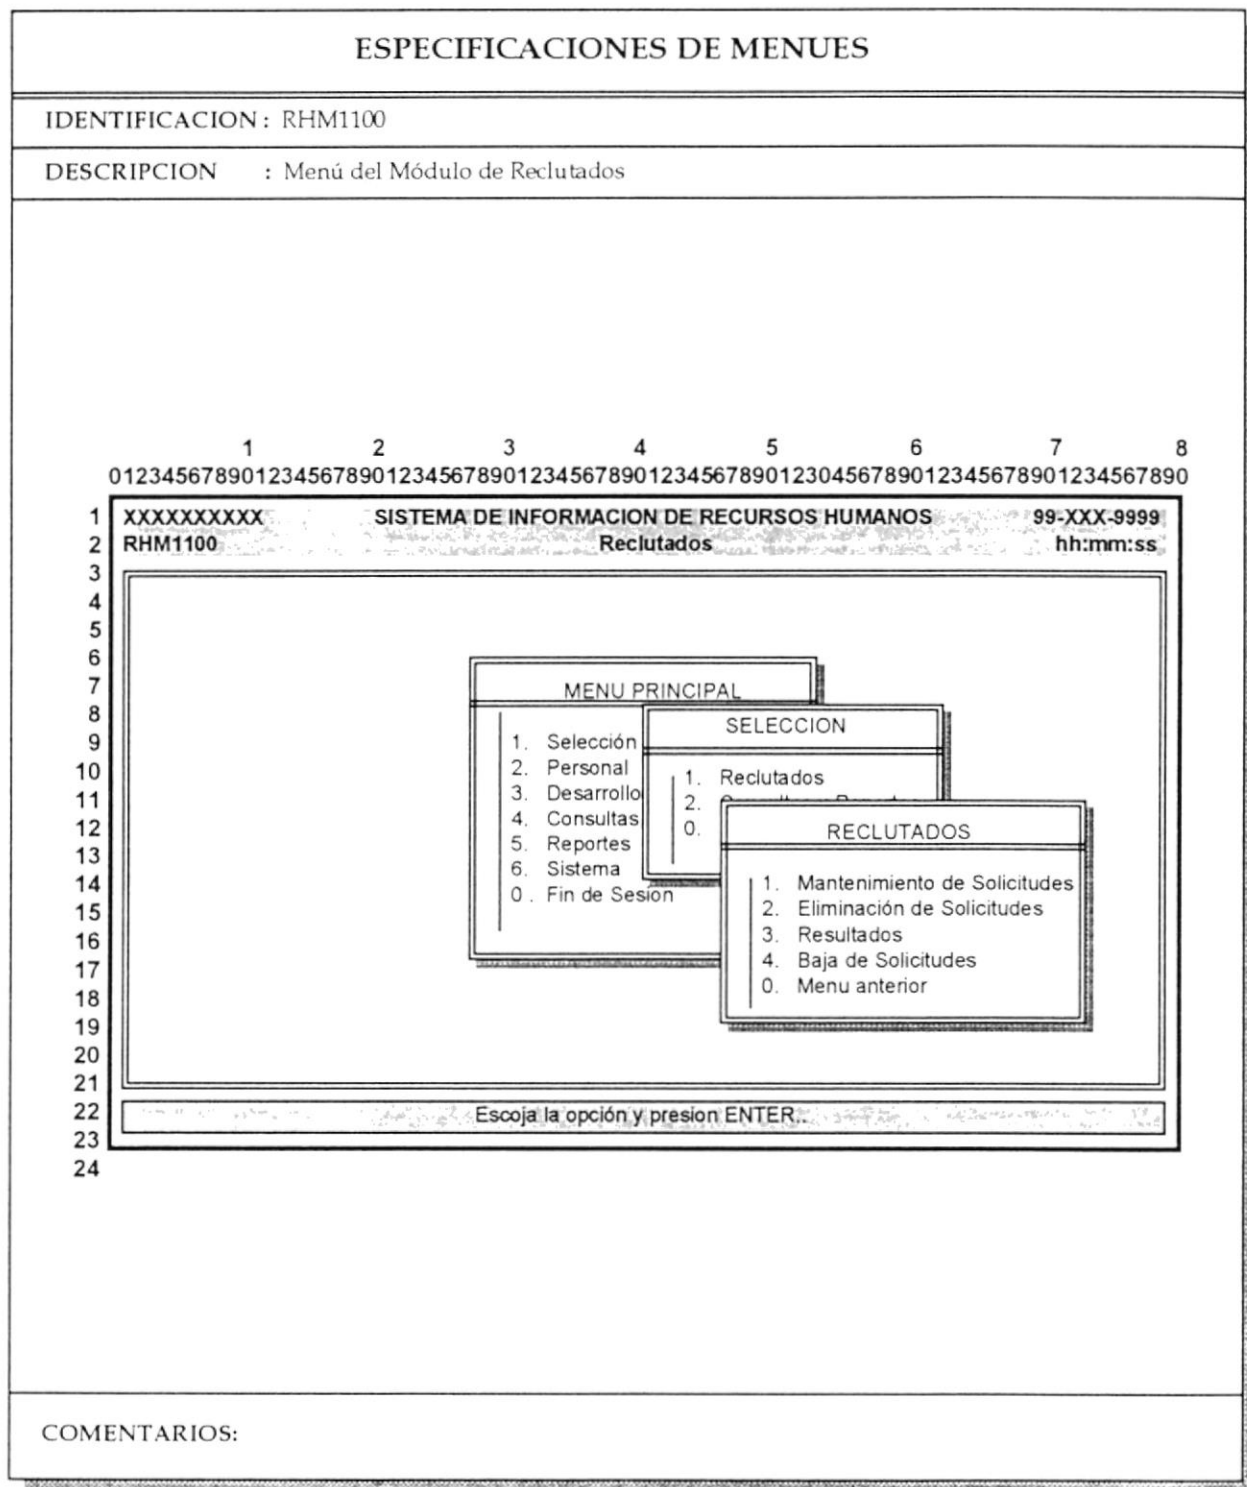 ESPECIFICACIONES DE MENUES
IDENTIFICACION : RHM1100
DESCRIPCION : Menú del Módulo de Reclutados
1 2 3 4 5 6 7 8
012345678901234567890123456789012345678901234567890123045678901234567890
1 XXXXXXXXXX SISTEMA DE INFORMACION DE RECURSOS HUMANOS 99-XXX-9999
2 RHM1100 Reclutados hh:mm:ss
3
4
5
6
7
8
9
10
11
12
13
14
15
16
17
18
19
20
21
22
23
24
MENU PRINCIPAL
1. Selección
2. Personal
3. Desarrollo
4. Consultas
5. Reportes
6. Sistema
0 . Fin de Sesión
SELECCION
1. Reclutados
2.
0.
RECLUTADOS
1. Mantenimiento de Solicitudes
2. Eliminación de Solicitudes
3. Resultados
4. Baja de Solicitudes
0. Menu anterior
Escoja la opción y presion ENTER..
COMENTARIOS: